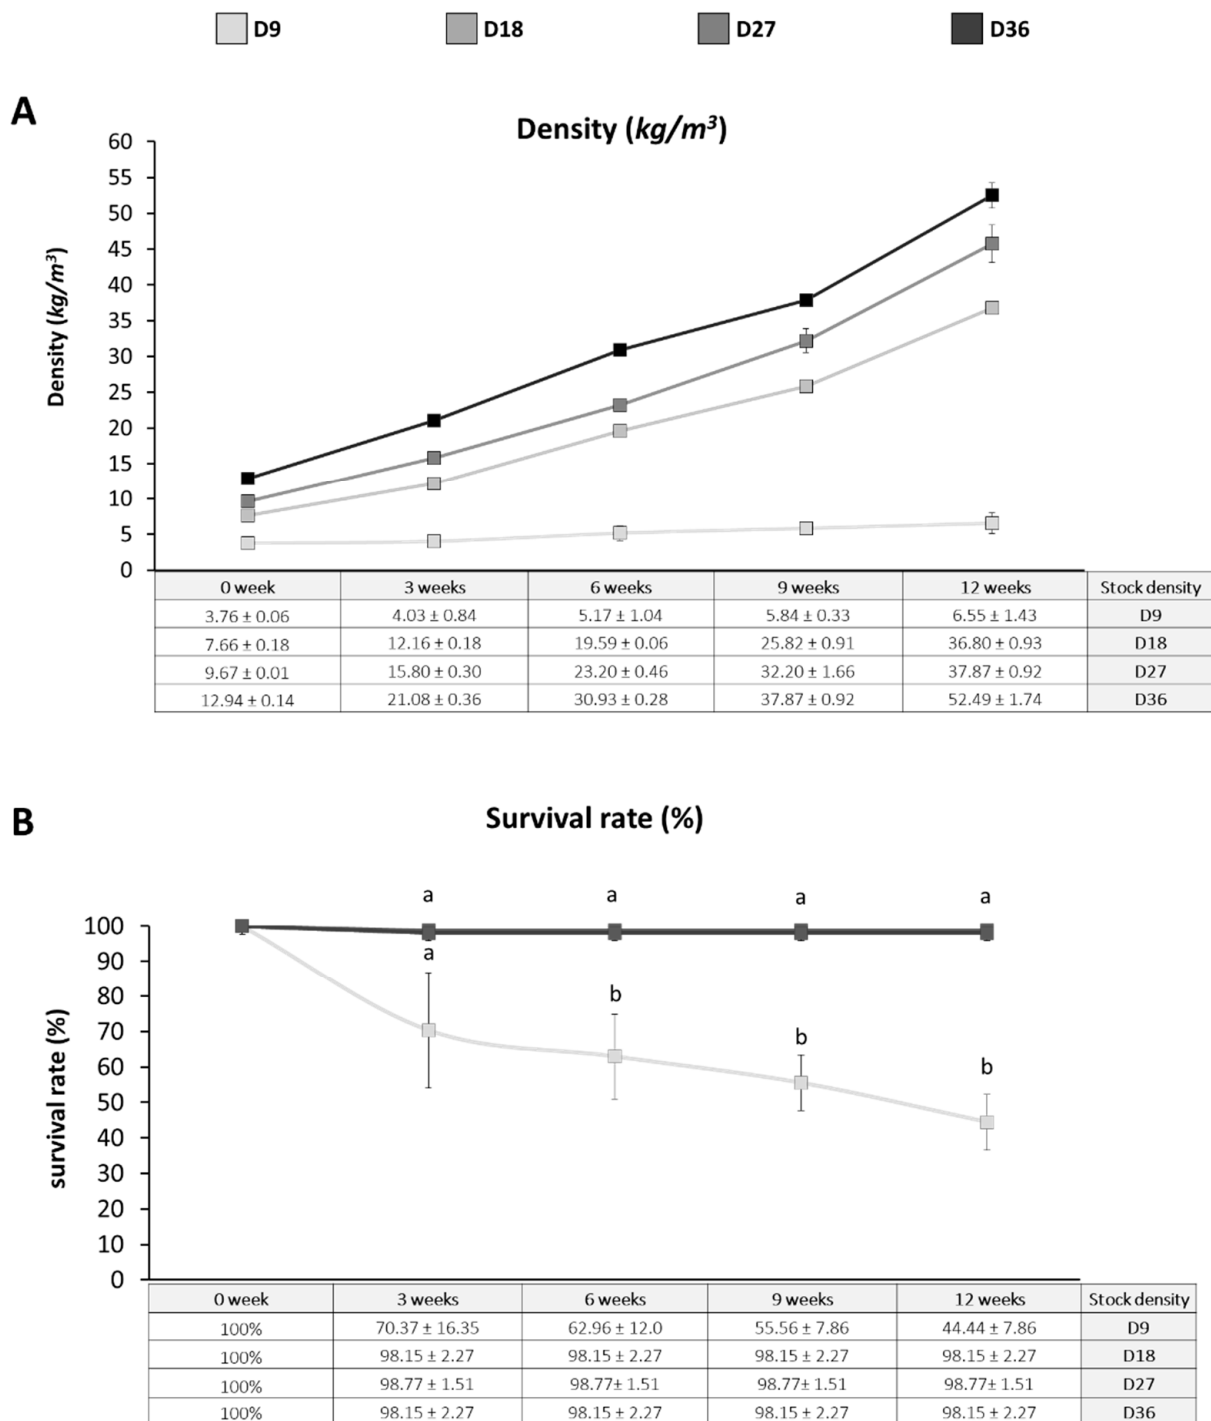 D9 D18 D27 D36
A
Density (kg/m³)
60
55
50
45
40
35
30
25
20
15
10
5
0
Density (kg/m³)
0 week 3 weeks 6 weeks 9 weeks 12 weeks Stock density
3.76 ± 0.06 4.03 ± 0.84 5.17 ± 1.04 5.84 ± 0.33 6.55 ± 1.43 D9
7.66 ± 0.18 12.16 ± 0.18 19.59 ± 0.06 25.82 ± 0.91 36.80 ± 0.93 D18
9.67 ± 0.01 15.80 ± 0.30 23.20 ± 0.46 32.20 ± 1.66 37.87 ± 0.92 D27
12.94 ± 0.14 21.08 ± 0.36 30.93 ± 0.28 37.87 ± 0.92 52.49 ± 1.74 D36
B
Survival rate (%)
a a a a
a
b
b
b
100
90
80
70
60
50
40
30
20
10
0
survival rate (%)
0 week 3 weeks 6 weeks 9 weeks 12 weeks Stock density
100% 70.37 ± 16.35 62.96 ± 12.0 55.56 ± 7.86 44.44 ± 7.86 D9
100% 98.15 ± 2.27 98.15 ± 2.27 98.15 ± 2.27 98.15 ± 2.27 D18
100% 98.77 ± 1.51 98.77± 1.51 98.77± 1.51 98.77± 1.51 D27
100% 98.15 ± 2.27 98.15 ± 2.27 98.15 ± 2.27 98.15 ± 2.27 D36